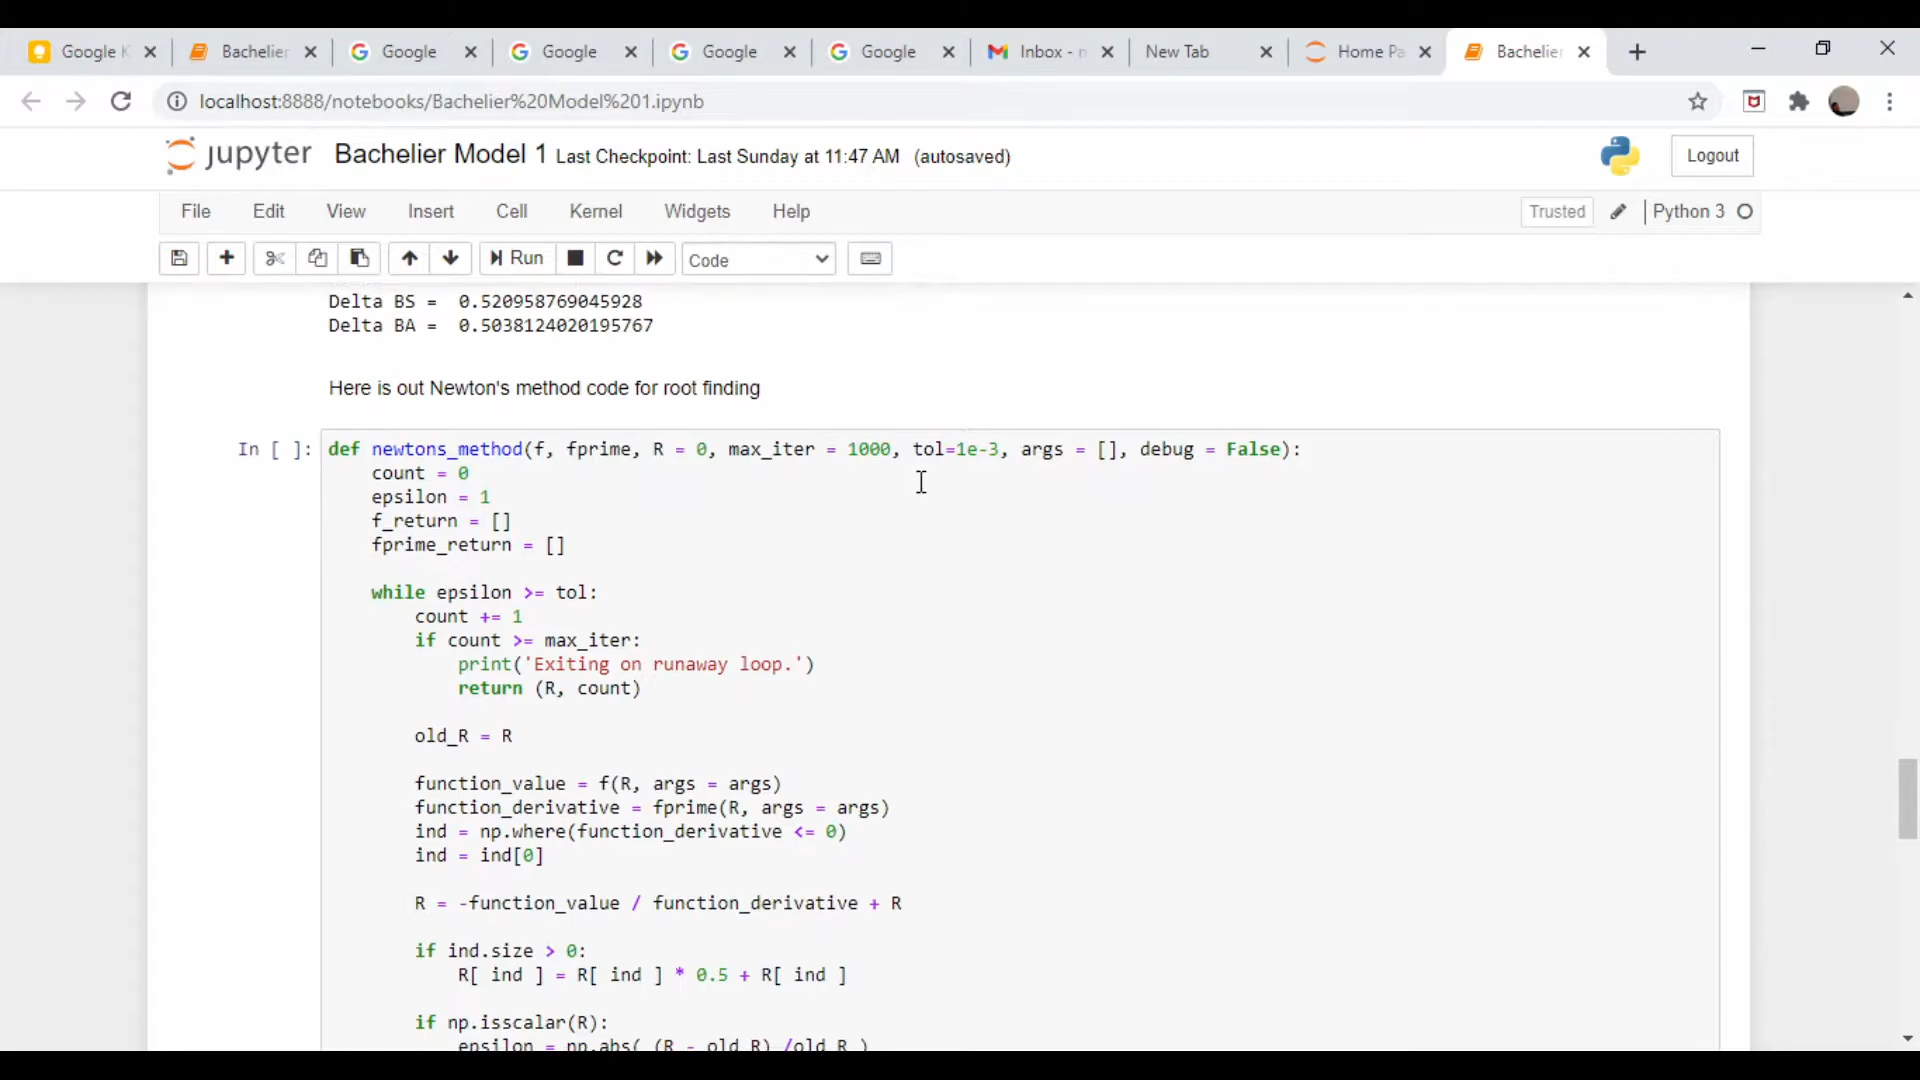 Google K
Bachelier
Google
Google
Google
Google
Inbox - n
New Tab
Home Pa
Bachelier
localhost:8888/notebooks/Bachelier%20Model%201.ipynb
jupyter
Bachelier Model 1 Last Checkpoint: Last Sunday at 11:47 AM (autosaved)
Logout
File Edit View Insert Cell Kernel Widgets Help
Trusted
Python 3
Run
Code
Delta BS =  0.520958769045928
Delta BA =  0.5038124020195767
Here is out Newton's method code for root finding
In [ ]: def newtons_method(f, fprime, R = 0, max_iter = 1000, tol=1e-3, args = [], debug = False):
    count = 0
    epsilon = 1
    f_return = []
    fprime_return = []
    while epsilon >= tol:
        count += 1
        if count >= max_iter:
            print('Exiting on runaway loop.')
            return (R, count)
        old_R = R
        function_value = f(R, args = args)
        function_derivative = fprime(R, args = args)
        ind = np.where(function_derivative <= 0)
        ind = ind[0]
        R = -function_value / function_derivative + R
        if ind.size > 0:
            R[ ind ] = R[ ind ] * 0.5 + R[ ind ]
        if np.isscalar(R):
            epsilon = np.abs( (R - old_R) /old_R )